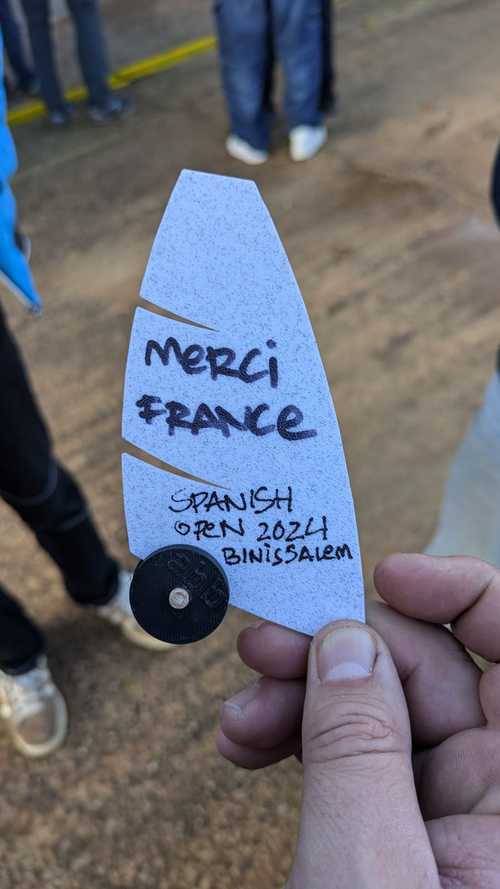 MERCi
FRANCE
SPANISH
OPEN 2024
BINISSALEM